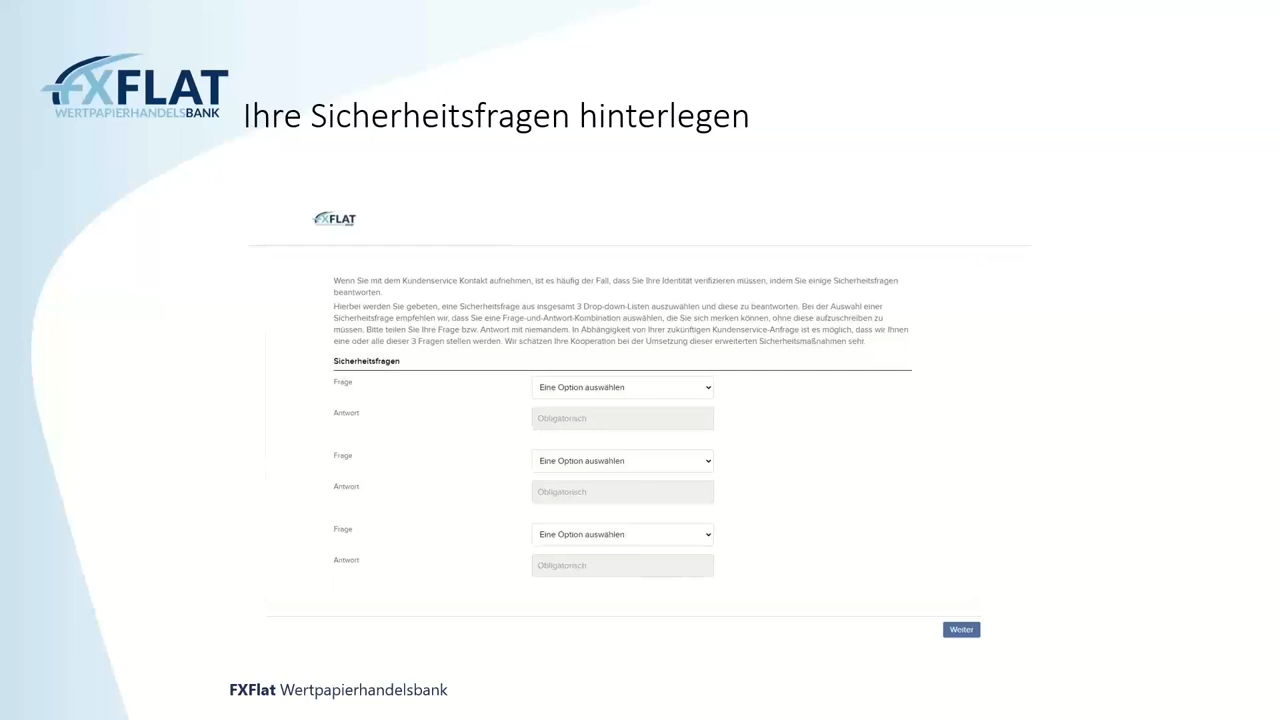 FXFLAT
WERTPAPIERHANDELSBANK
Ihre Sicherheitsfragen hinterlegen
FXFLAT
Wenn Sie mit dem Kundenservice Kontakt aufnehmen, ist es häufig der Fall, dass Sie Ihre Identität verifizieren müssen, indem Sie einige Sicherheitsfragen
beantworten.
Hierbei werden Sie gebeten, eine Sicherheitsfrage aus insgesamt 3 Drop-down-Listen auszuwählen und diese zu beantworten. Bei der Auswahl einer
Sicherheitsfrage empfehlen wir, dass Sie eine Frage-und-Antwort-Kombination auswählen, die Sie sich merken können, ohne diese aufzuschreiben zu
müssen. Bitte teilen Sie Ihre Frage bzw. Antwort mit niemandem. In Abhängigkeit von Ihrer zukünftigen Kundenservice-Anfrage ist es möglich, dass wir Ihnen
eine oder alle dieser 3 Fragen stellen werden. Wir schätzen Ihre Kooperation bei der Umsetzung dieser erweiterten Sicherheitsmaßnahmen sehr.
Sicherheitsfragen
Frage Eine Option auswählen
Antwort Obligatorisch
Frage Eine Option auswählen
Antwort Obligatorisch
Frage Eine Option auswählen
Antwort Obligatorisch
Weiter
FXFlat Wertpapierhandelsbank